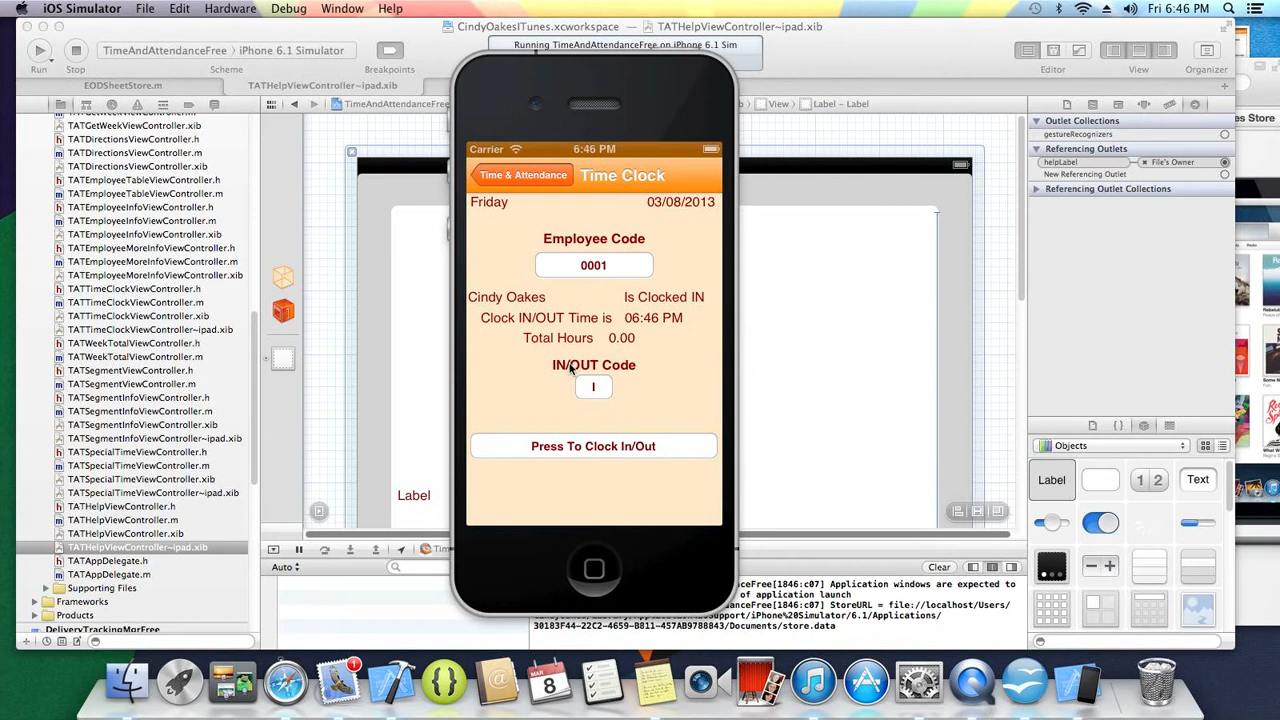 iOS Simulator File Edit Hardware Debug Window Help
Fri 6:46 PM
CindyOakesITunes.xcworkspace — TATHelpViewController~ipad.xib
Running TimeAndAttendanceFree on iPhone 6.1 Sim
TimeAndAttendanceFree iPhone 6.1 Simulator
Run Stop Scheme Breakpoints Editor View Organizer
EODSheetStore.m TATHelpViewController~ipad.xib
TimeAndAttendanceFree View Label – Label
TATGetWeekViewController.xib
TATDirectionsViewController.h
TATDirectionsViewController.m
TATDirectionsViewController.xib
TATEmployeeTableViewController.h
TATEmployeeTableViewController.m
TATEmployeeInfoViewController.h
TATEmployeeInfoViewController.m
TATEmployeeInfoViewController.xib
TATEmployeeMoreInfoViewController.h
TATEmployeeMoreInfoViewController.m
TATEmployeeMoreInfoViewController.xib
TATTimeClockViewController.h
TATTimeClockViewController.m
TATTimeClockViewController.xib
TATTimeClockViewController~ipad.xib
TATWeekTotalViewController.h
TATWeekTotalViewController.m
TATSegmentViewController.h
TATSegmentViewController.m
TATSegmentInfoViewController.h
TATSegmentInfoViewController.m
TATSegmentInfoViewController.xib
TATSegmentInfoViewController~ipad.xib
TATSpecialTimeViewController.h
TATSpecialTimeViewController.m
TATSpecialTimeViewController.xib
TATSpecialTimeViewController~ipad.xib
TATHelpViewController.h
TATHelpViewController.m
TATHelpViewController.xib
TATHelpViewController~ipad.xib
TATAppDelegate.h
TATAppDelegate.m
Supporting Files
Frameworks
Products
DeliveryTrackingMgrFree
Carrier 6:46 PM
Time & Attendance Time Clock
Friday 03/08/2013
Employee Code
0001
Cindy Oakes Is Clocked IN
Clock IN/OUT Time is 06:46 PM
Total Hours 0.00
IN/OUT Code
I
Press To Clock In/Out
Label
Auto
Clear
Application windows are expected to
of application launch
StoreURL = file://localhost/Users/
30183F44-22C2-4659-B811-457AB9788843/Documents/store.data
Outlet Collections
gestureRecognizers
Referencing Outlets
helpLabel File's Owner
New Referencing Outlet
Referencing Outlet Collections
Objects
Label 1 2 Text
es Store
MAR
8
1